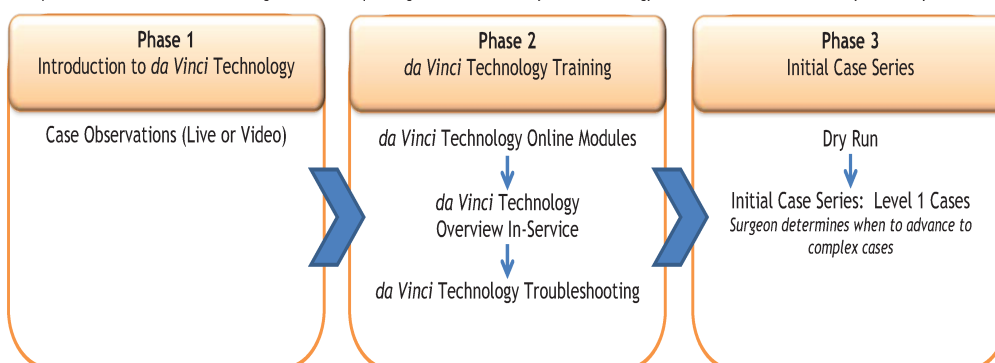 Phase 1
Introduction to da Vinci Technology
Case Observations (Live or Video)
Phase 2
da Vinci Technology Training
da Vinci Technology Online Modules
da Vinci Technology
Overview In-Service
da Vinci Technology Troubleshooting
Phase 3
Initial Case Series
Dry Run
Initial Case Series: Level 1 Cases
Surgeon determines when to advance to
complex cases